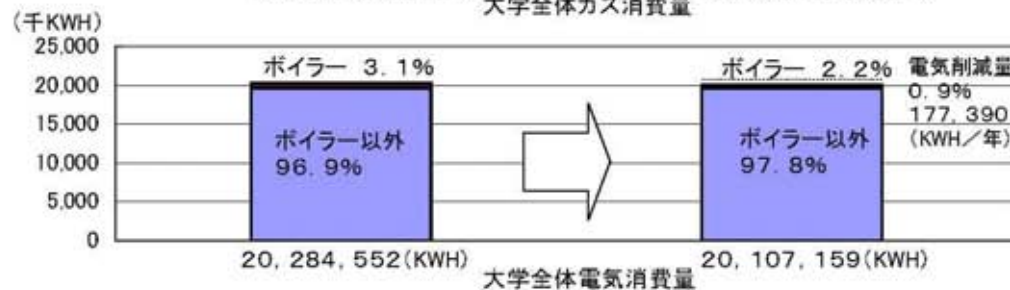 大学全体ガス消費量
(千KWH)
25,000
20,000
15,000
10,000
5,000
0
ボイラー 3.1%
ボイラー以外
96.9%
ボイラー 2.2%
ボイラー以外
97.8%
電気削減量
0.9%
177,390
(KWH/年)
20,284,552(KWH)
20,107,159(KWH)
大学全体電気消費量